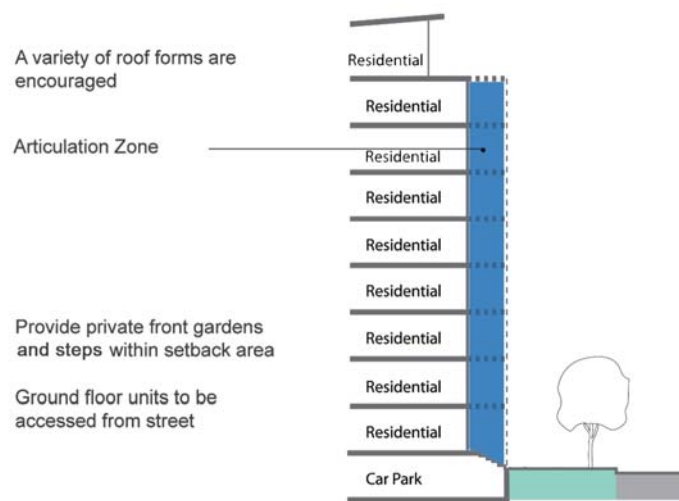 A variety of roof forms are
encouraged
Articulation Zone
Provide private front gardens
and steps within setback area
Ground floor units to be
accessed from street
Residential
Residential
Residential
Residential
Residential
Residential
Residential
Residential
Residential
Car Park